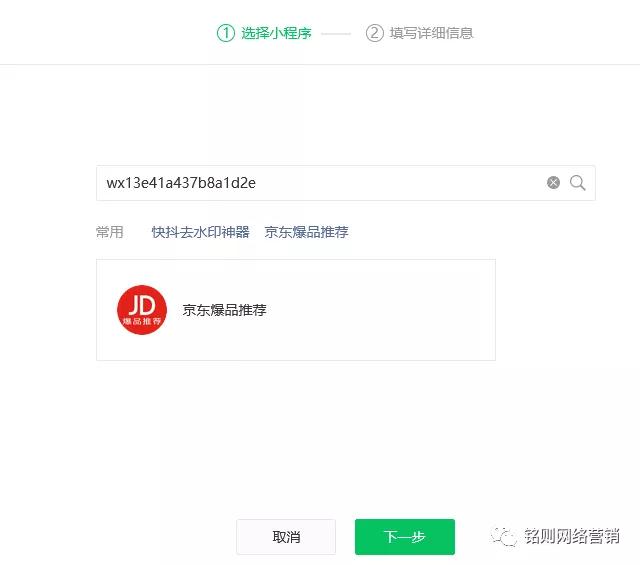 ① 选择小程序 ② 填写详细信息
wx13e41a437b8a1d2e
常用 快抖去水印神器 京东爆品推荐
JD
爆品推荐
京东爆品推荐
取消 下一步
铭则网络营销